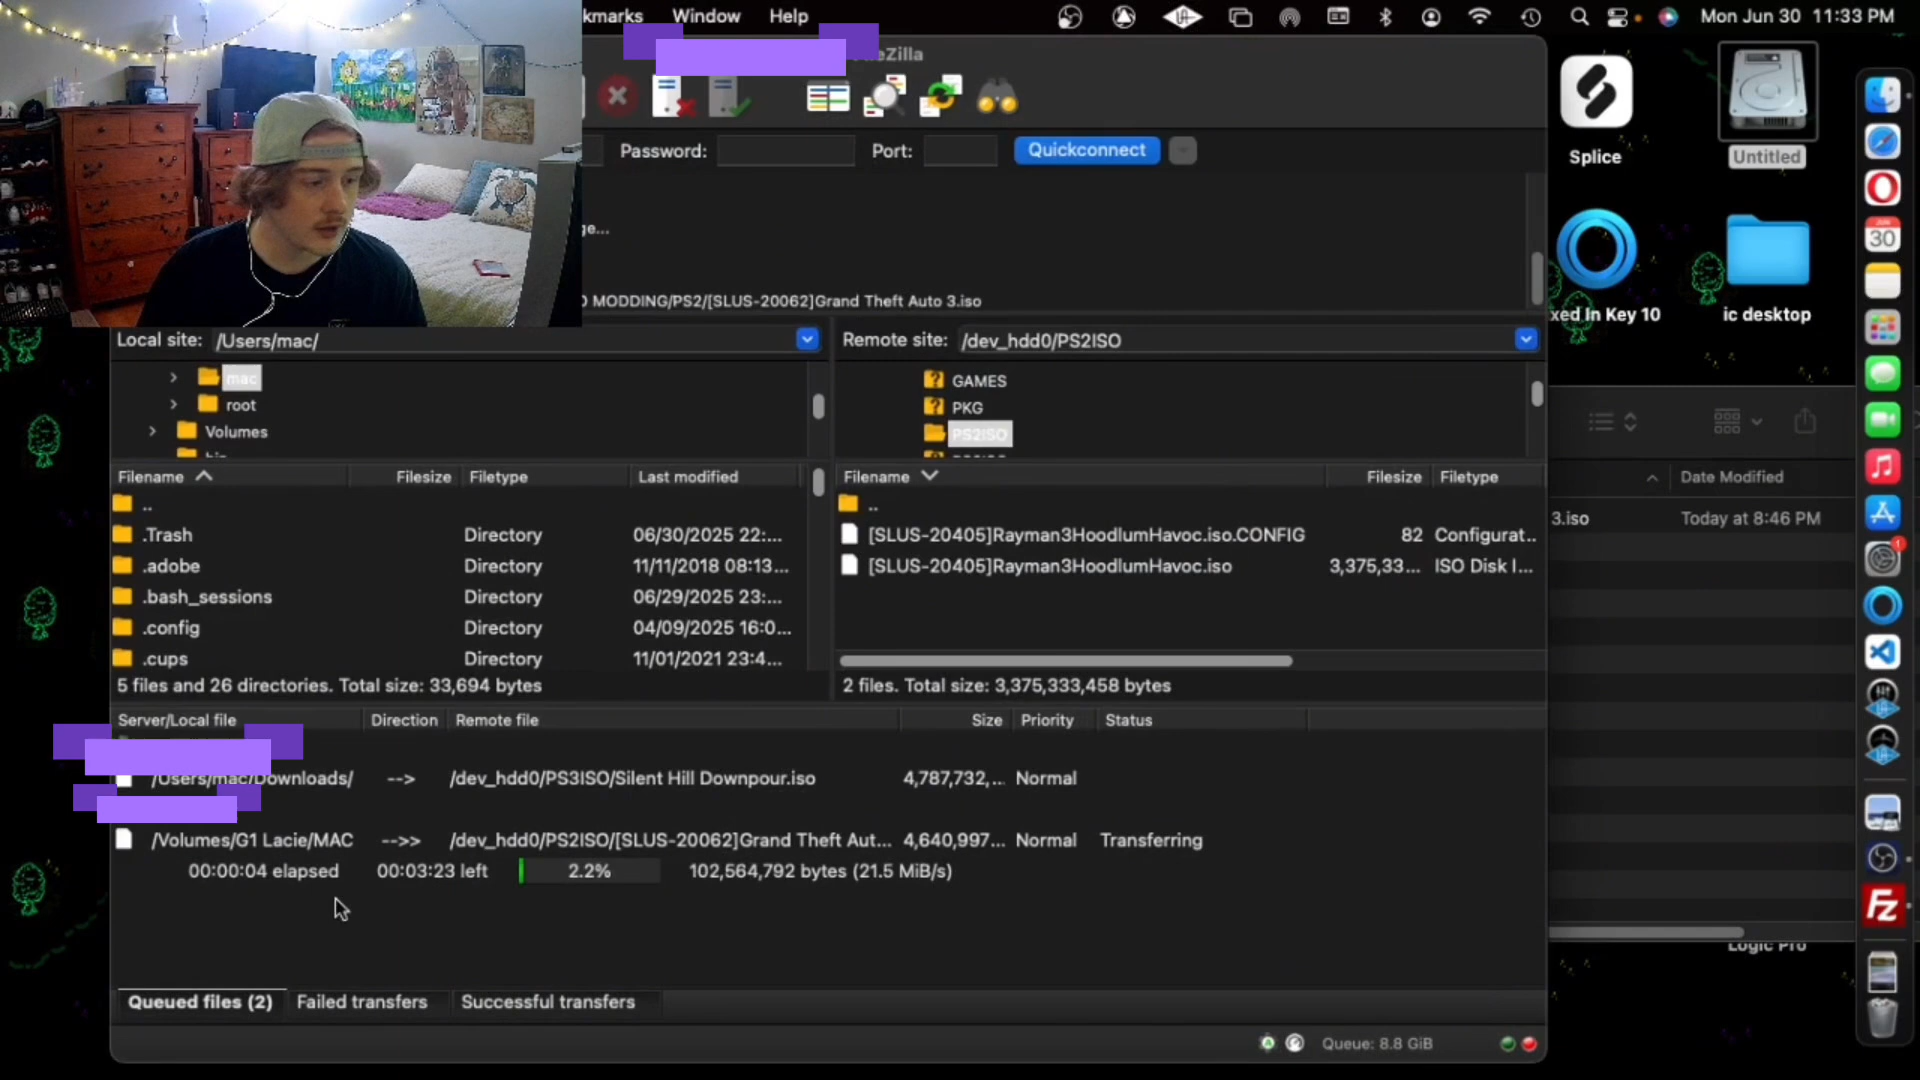 kmarks Window Help
Mon Jun 30 11:33 PM
eZilla
Password: Port: Quickconnect
ge...
O MODDING/PS2/[SLUS-20062]Grand Theft Auto 3.iso
Splice
Untitled
30
xed In Key 10
ic desktop
Local site: /Users/mac/
mac
root
Volumes
Remote site: /dev_hdd0/PS2ISO
GAMES
PKG
PS2ISO
Filename Filesize Filetype Last modified
..
.Trash Directory 06/30/2025 22:...
.adobe Directory 11/11/2018 08:13...
.bash_sessions Directory 06/29/2025 23:...
.config Directory 04/09/2025 16:0...
.cups Directory 11/01/2021 23:4...
5 files and 26 directories. Total size: 33,694 bytes
Filename Filesize Filetype
..
[SLUS-20405]Rayman3HoodlumHavoc.iso.CONFIG 82 Configurat..
[SLUS-20405]Rayman3HoodlumHavoc.iso 3,375,33... ISO Disk I...
2 files. Total size: 3,375,333,458 bytes
Date Modified
3.iso Today at 8:46 PM
Server/Local file Direction Remote file Size Priority Status
/Users/mac/Downloads/ --> /dev_hdd0/PS3ISO/Silent Hill Downpour.iso 4,787,732,... Normal
/Volumes/G1 Lacie/MAC -->> /dev_hdd0/PS2ISO/[SLUS-20062]Grand Theft Aut... 4,640,997... Normal Transferring
00:00:04 elapsed 00:03:23 left 2.2% 102,564,792 bytes (21.5 MiB/s)
Logic Pro
Queued files (2) Failed transfers Successful transfers
Queue: 8.8 GiB
Fz